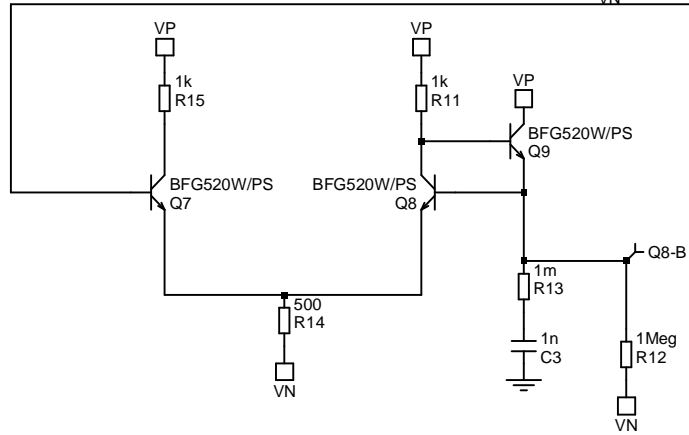 VN
VP
VP
VP
1k
R15
1k
R11
BFG520W/PS
Q9
BFG520W/PS
Q7
BFG520W/PS
Q8
Q8-B
1m
R13
500
R14
1n
C3
1Meg
R12
VN
VN